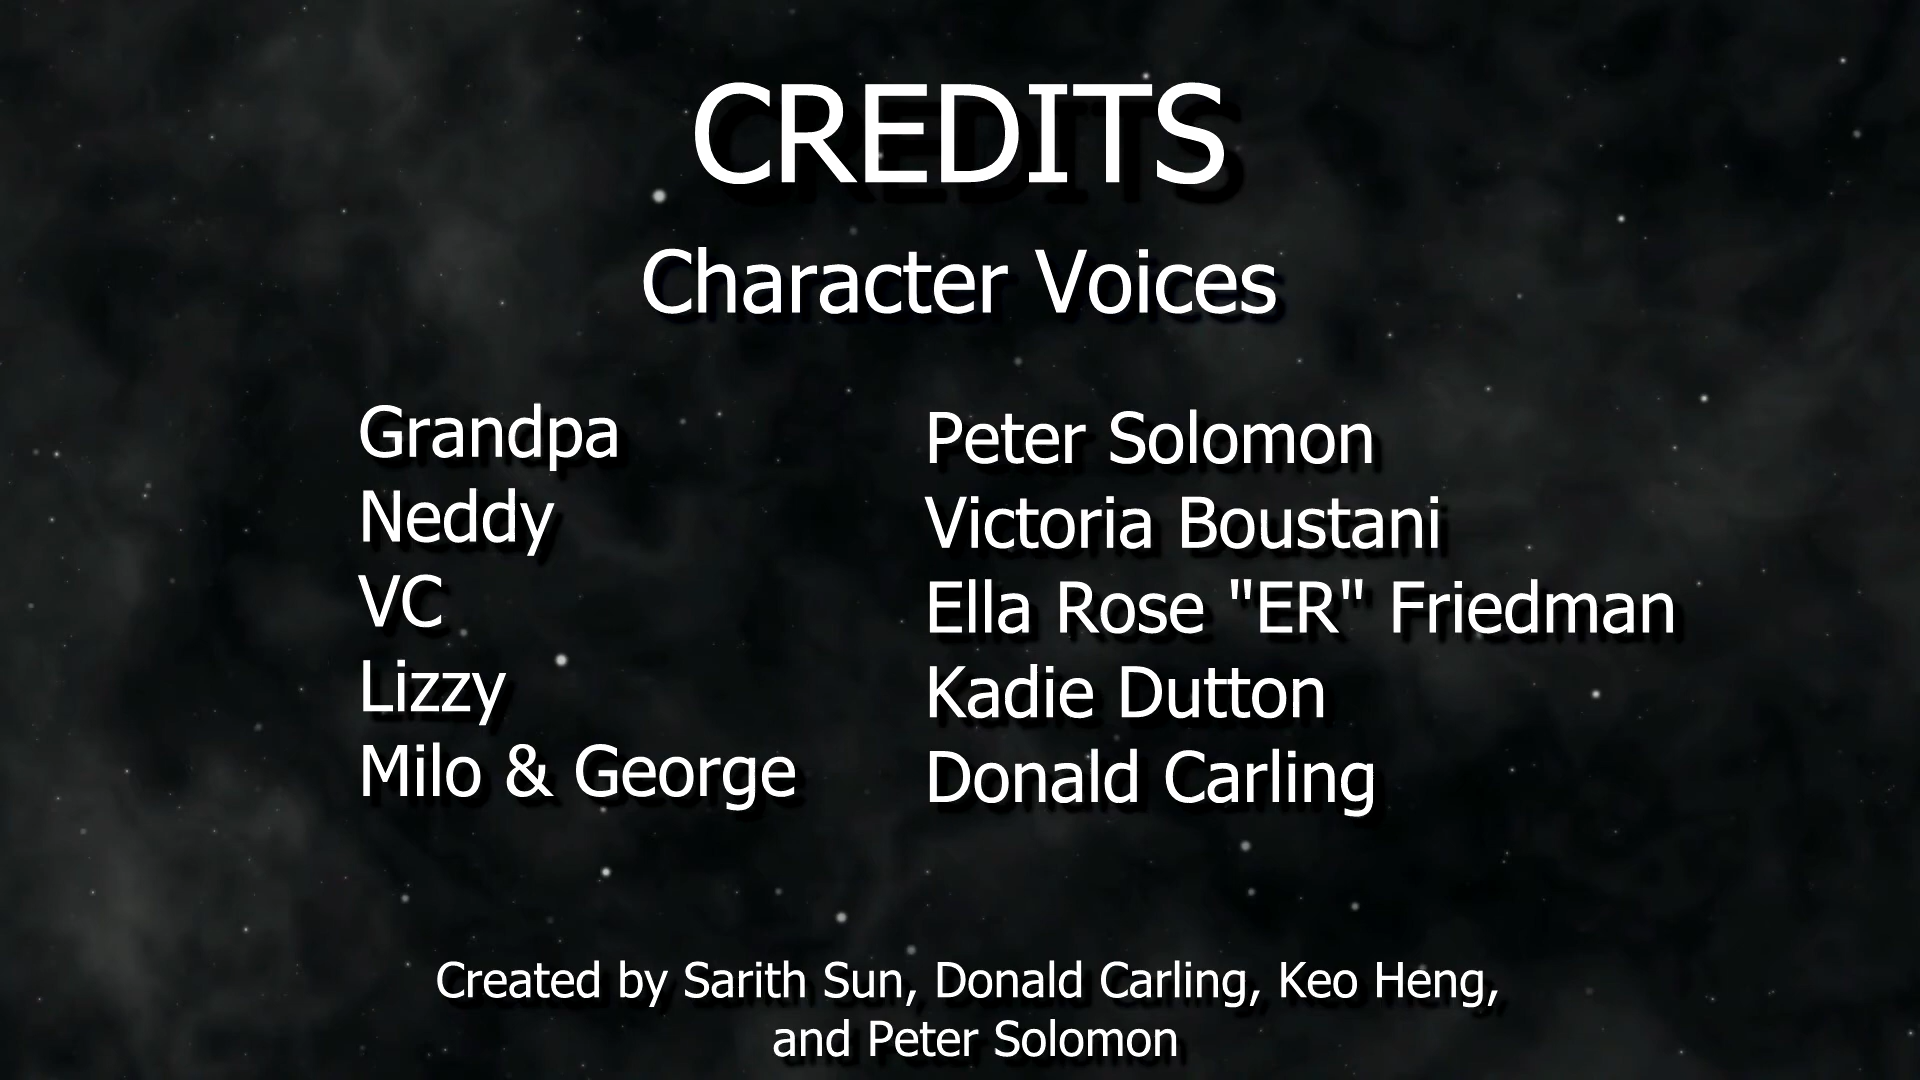 CREDITS
Character Voices
Grandpa Peter Solomon
Neddy Victoria Boustani
VC Ella Rose "ER" Friedman
Lizzy Kadie Dutton
Milo & George Donald Carling
Created by Sarith Sun, Donald Carling, Keo Heng,
and Peter Solomon